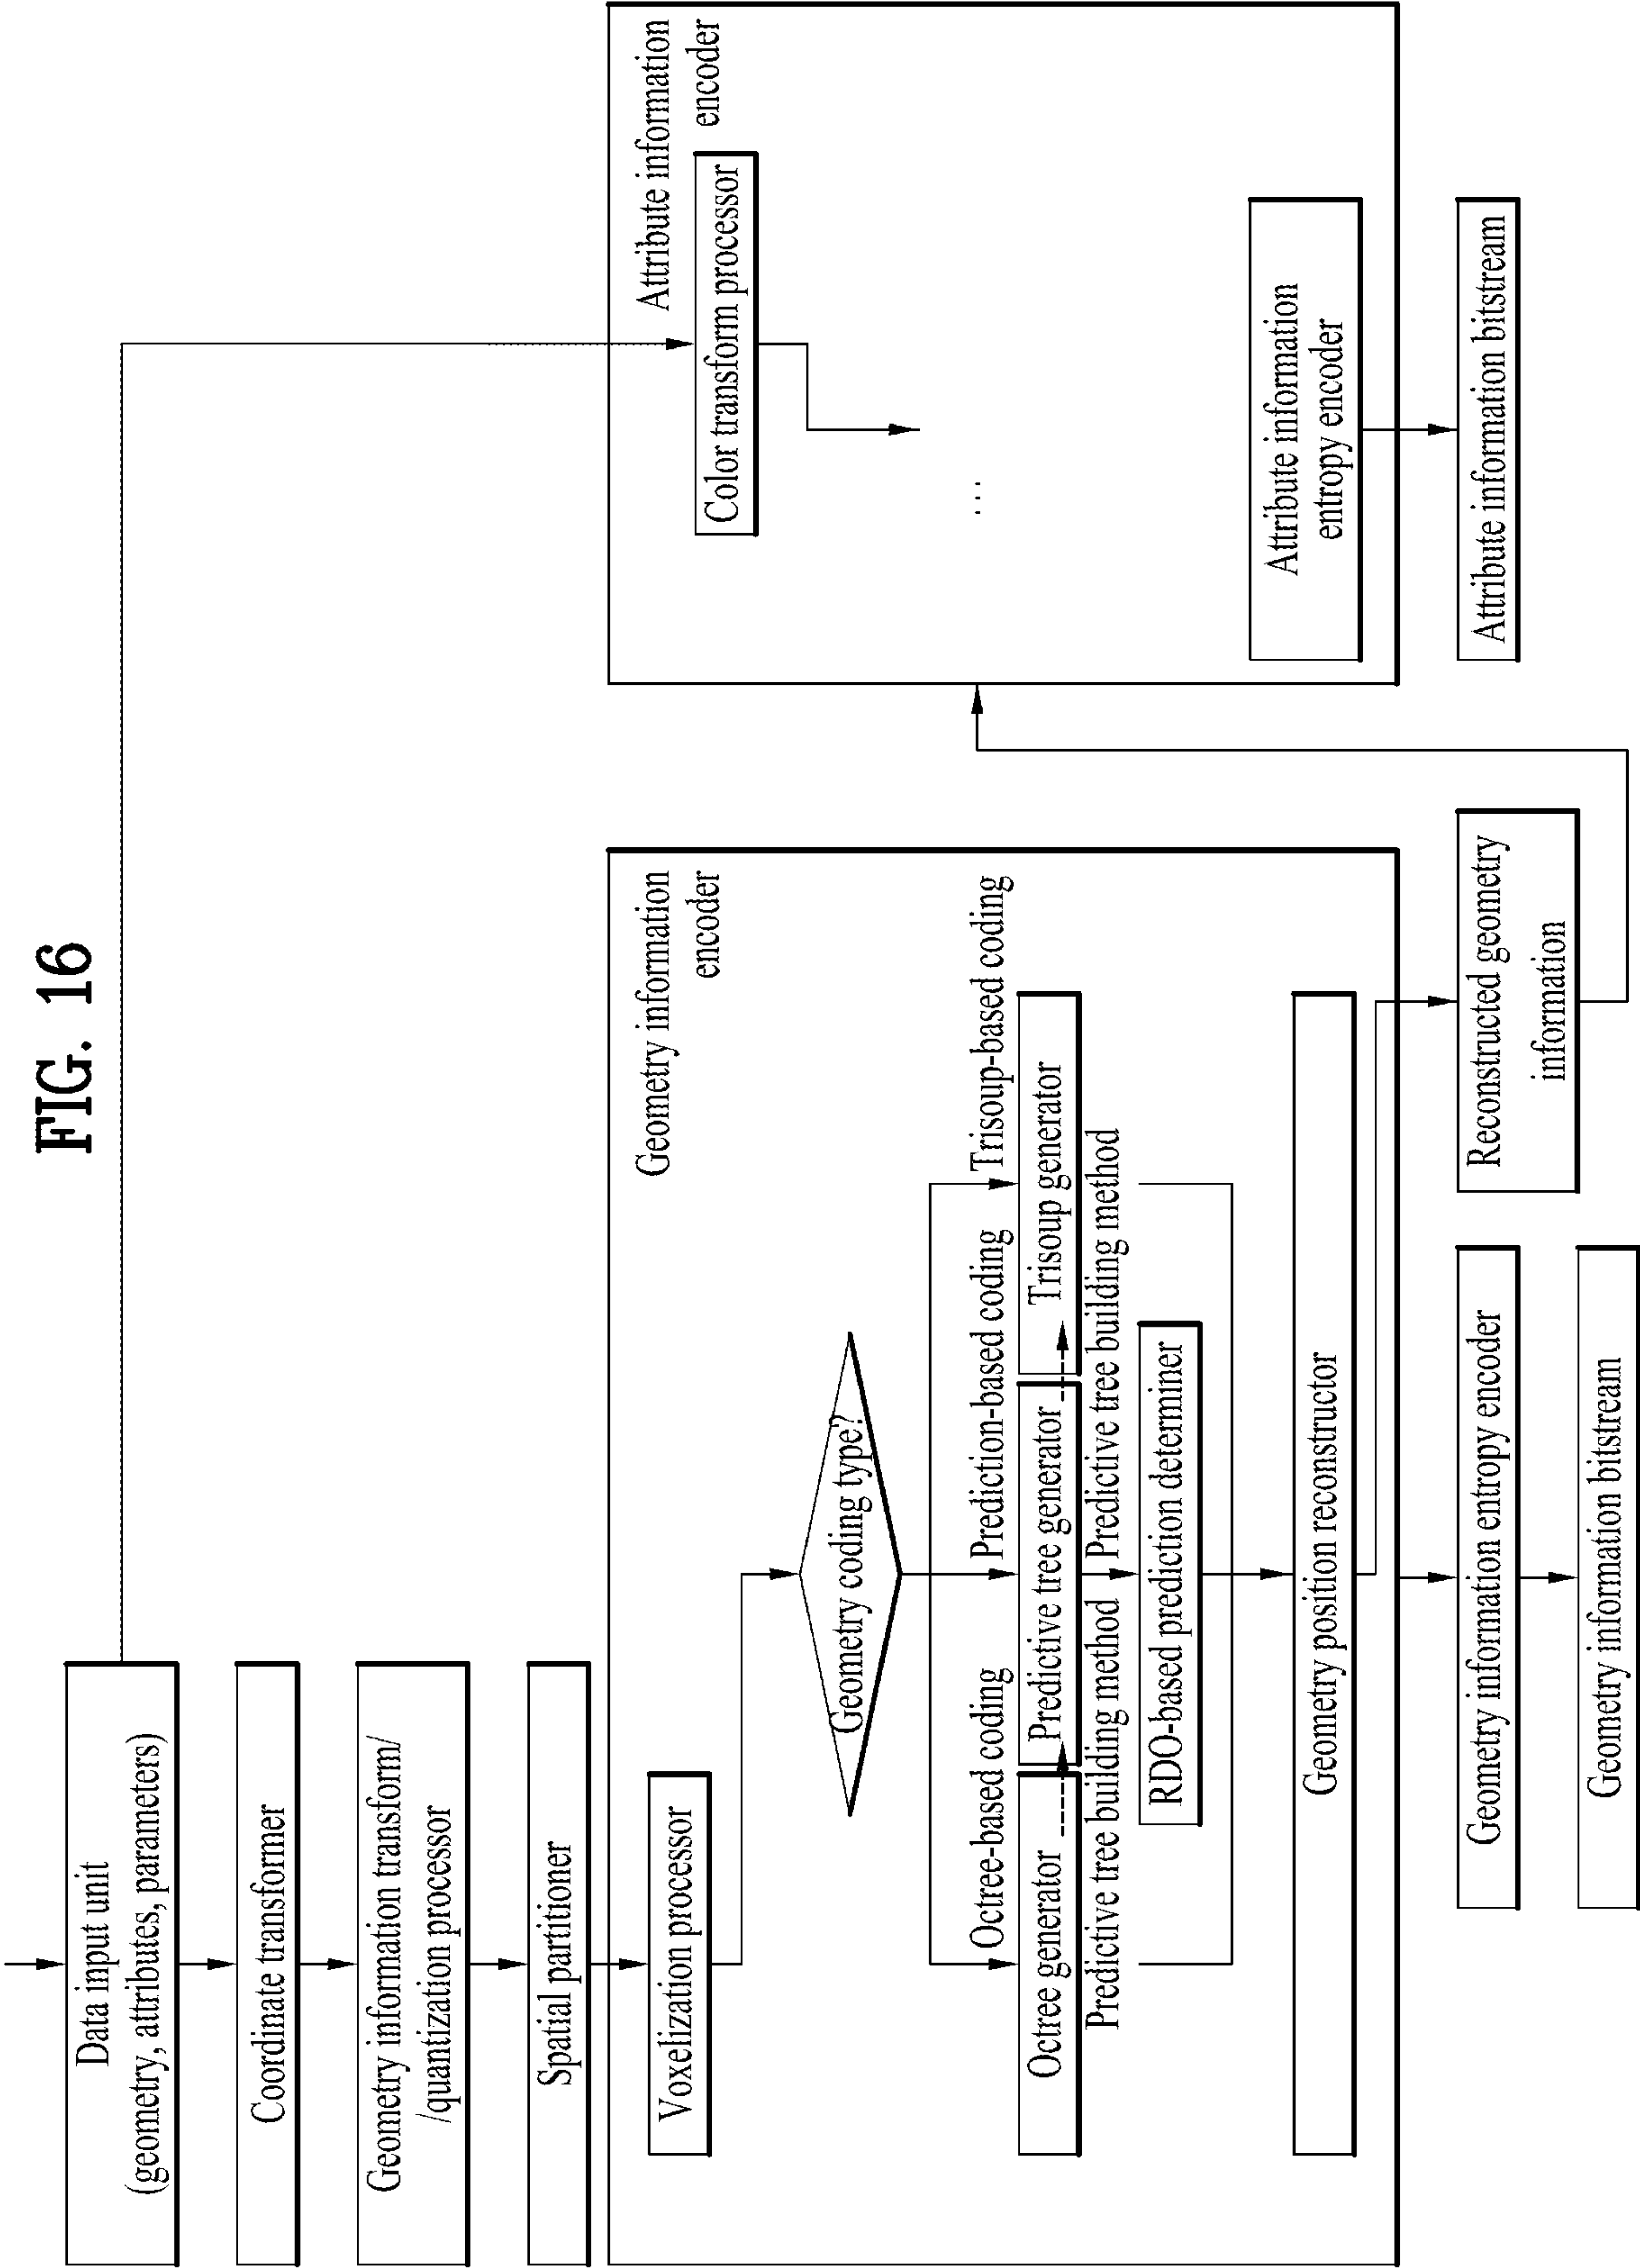 FIG. 16
Data input unit
(geometry, attributes, parameters)
Coordinate transformer
Geometry information transform/
/quantization processor
Spatial partitioner
Geometry information
encoder
Voxelization processor
Geometry coding type?
Octree-based coding
Prediction-based coding
Trisoup-based coding
Octree generator
Predictive tree generator
Trisoup generator
Predictive tree building method
Predictive tree building method
RDO-based prediction determiner
Geometry position reconstructor
Geometry information entropy encoder
Geometry information bitstream
Reconstructed geometry
information
Attribute information
encoder
Color transform processor
...
Attribute information
entropy encoder
Attribute information bitstream